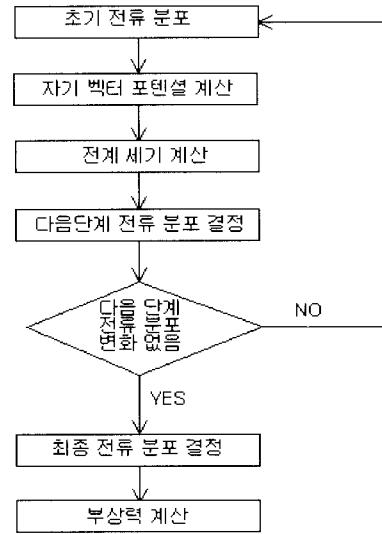 초기 전류 분포
자기 벡터 포텐셜 계산
전계 세기 계산
다음단계 전류 분포 결정
다음 단계
전류 분포
변화 없음
NO
YES
최종 전류 분포 결정
부상력 계산